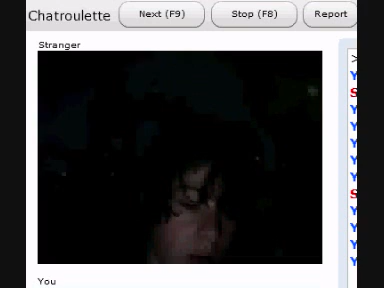 Chatroulette
Next (F9)
Stop (F8)
Report
Stranger
>
Y
S
Y
Y
Y
Y
Y
S
Y
Y
Y
Y
You